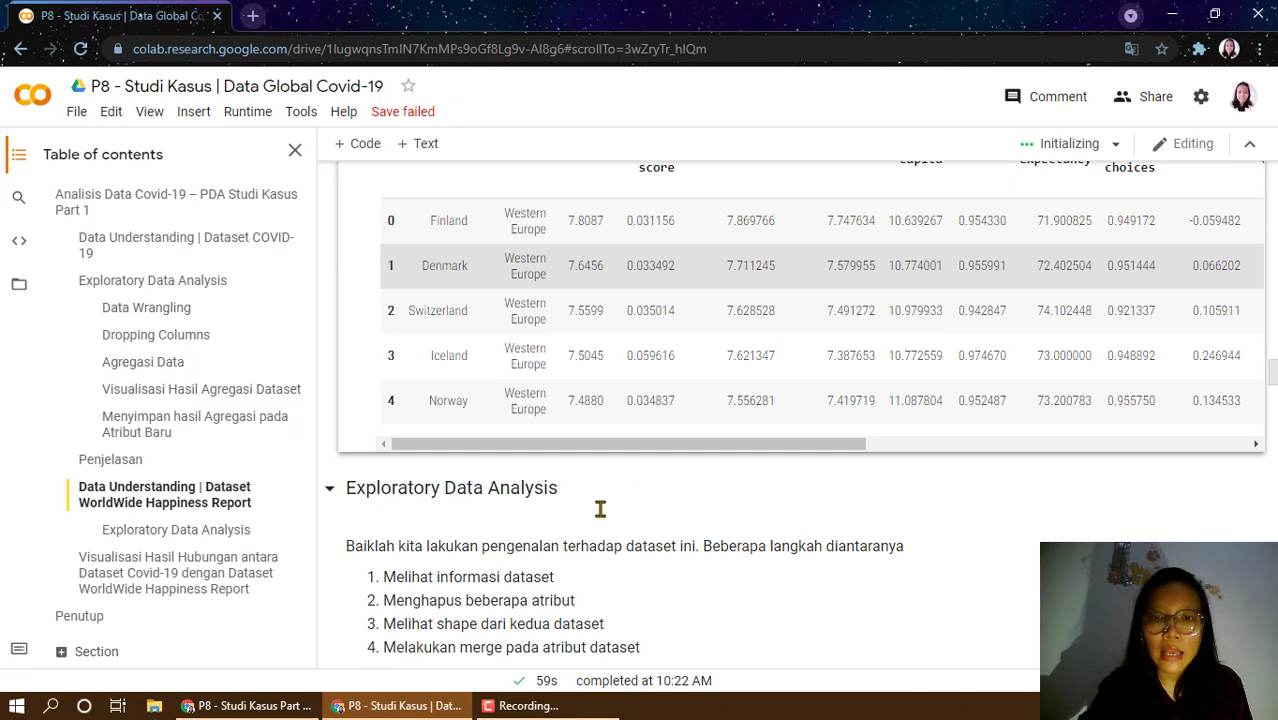 P8 - Studi Kasus | Data Global Co
colab.research.google.com/drive/1lugwqnsTmIN7KmMPs9oGf8Lg9v-AI8g6#scrollTo=3wZryTr_hIQm
P8 - Studi Kasus | Data Global Covid-19
File Edit View Insert Runtime Tools Help Save failed
Comment Share
Table of contents
+ Code + Text
Initializing
Editing
Analisis Data Covid-19 – PDA Studi Kasus
Part 1
Data Understanding | Dataset COVID-
19
Exploratory Data Analysis
Data Wrangling
Dropping Columns
Agregasi Data
Visualisasi Hasil Agregasi Dataset
Menyimpan hasil Agregasi pada
Atribut Baru
Penjelasan
Data Understanding | Dataset
WorldWide Happiness Report
Exploratory Data Analysis
Visualisasi Hasil Hubungan antara
Dataset Covid-19 dengan Dataset
WorldWide Happiness Report
Penutup
Section
capita expectancy
score choices
0 Finland Western Europe 7.8087 0.031156 7.869766 7.747634 10.639267 0.954330 71.900825 0.949172 -0.059482
1 Denmark Western Europe 7.6456 0.033492 7.711245 7.579955 10.774001 0.955991 72.402504 0.951444 0.066202
2 Switzerland Western Europe 7.5599 0.035014 7.628528 7.491272 10.979933 0.942847 74.102448 0.921337 0.105911
3 Iceland Western Europe 7.5045 0.059616 7.621347 7.387653 10.772559 0.974670 73.000000 0.948892 0.246944
4 Norway Western Europe 7.4880 0.034837 7.556281 7.419719 11.087804 0.952487 73.200783 0.955750 0.134533
Exploratory Data Analysis
Baiklah kita lakukan pengenalan terhadap dataset ini. Beberapa langkah diantaranya
1. Melihat informasi dataset
2. Menghapus beberapa atribut
3. Melihat shape dari kedua dataset
4. Melakukan merge pada atribut dataset
59s completed at 10:22 AM
P8 - Studi Kasus Part ...
P8 - Studi Kasus | Dat...
Recording...